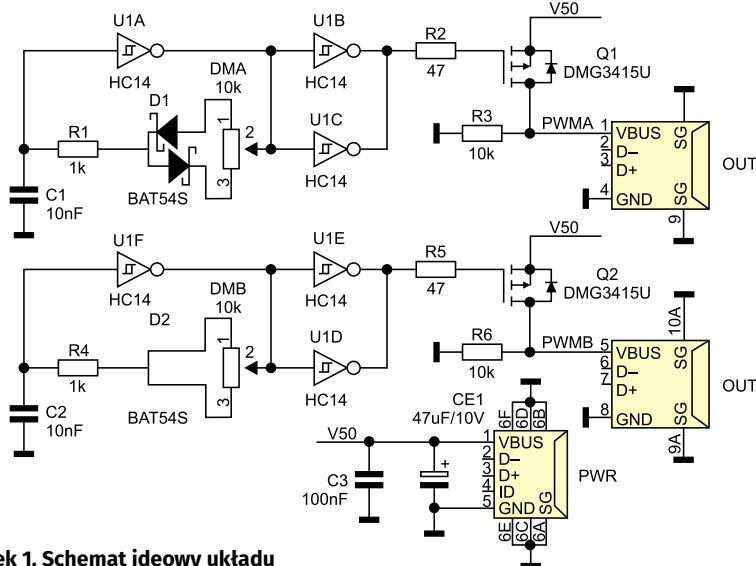 U1A
HC14
U1B
HC14
R2
47
V50
Q1
DMG3415U
D1
DMA
10k
1
2
3
BAT54S
R1
1k
C1
10nF
U1C
HC14
R3
10k
PWMA
1
2
3
4
VBUS
D–
D+
GND
SG
SG
9
OUT
U1F
HC14
U1E
HC14
R5
47
V50
Q2
DMG3415U
D2
DMB
10k
1
2
3
BAT54S
R4
1k
C2
10nF
U1D
HC14
R6
10k
PWMB
5
6
7
8
VBUS
D–
D+
GND
SG
SG
10A
9A
OUT
CE1
47uF/10V
V50
C3
100nF
+
6F
6D
6B
1
2
3
4
5
VBUS
D–
D+
ID
GND
SG
6E
6C
6A
PWR
ek 1. Schemat ideowy układu